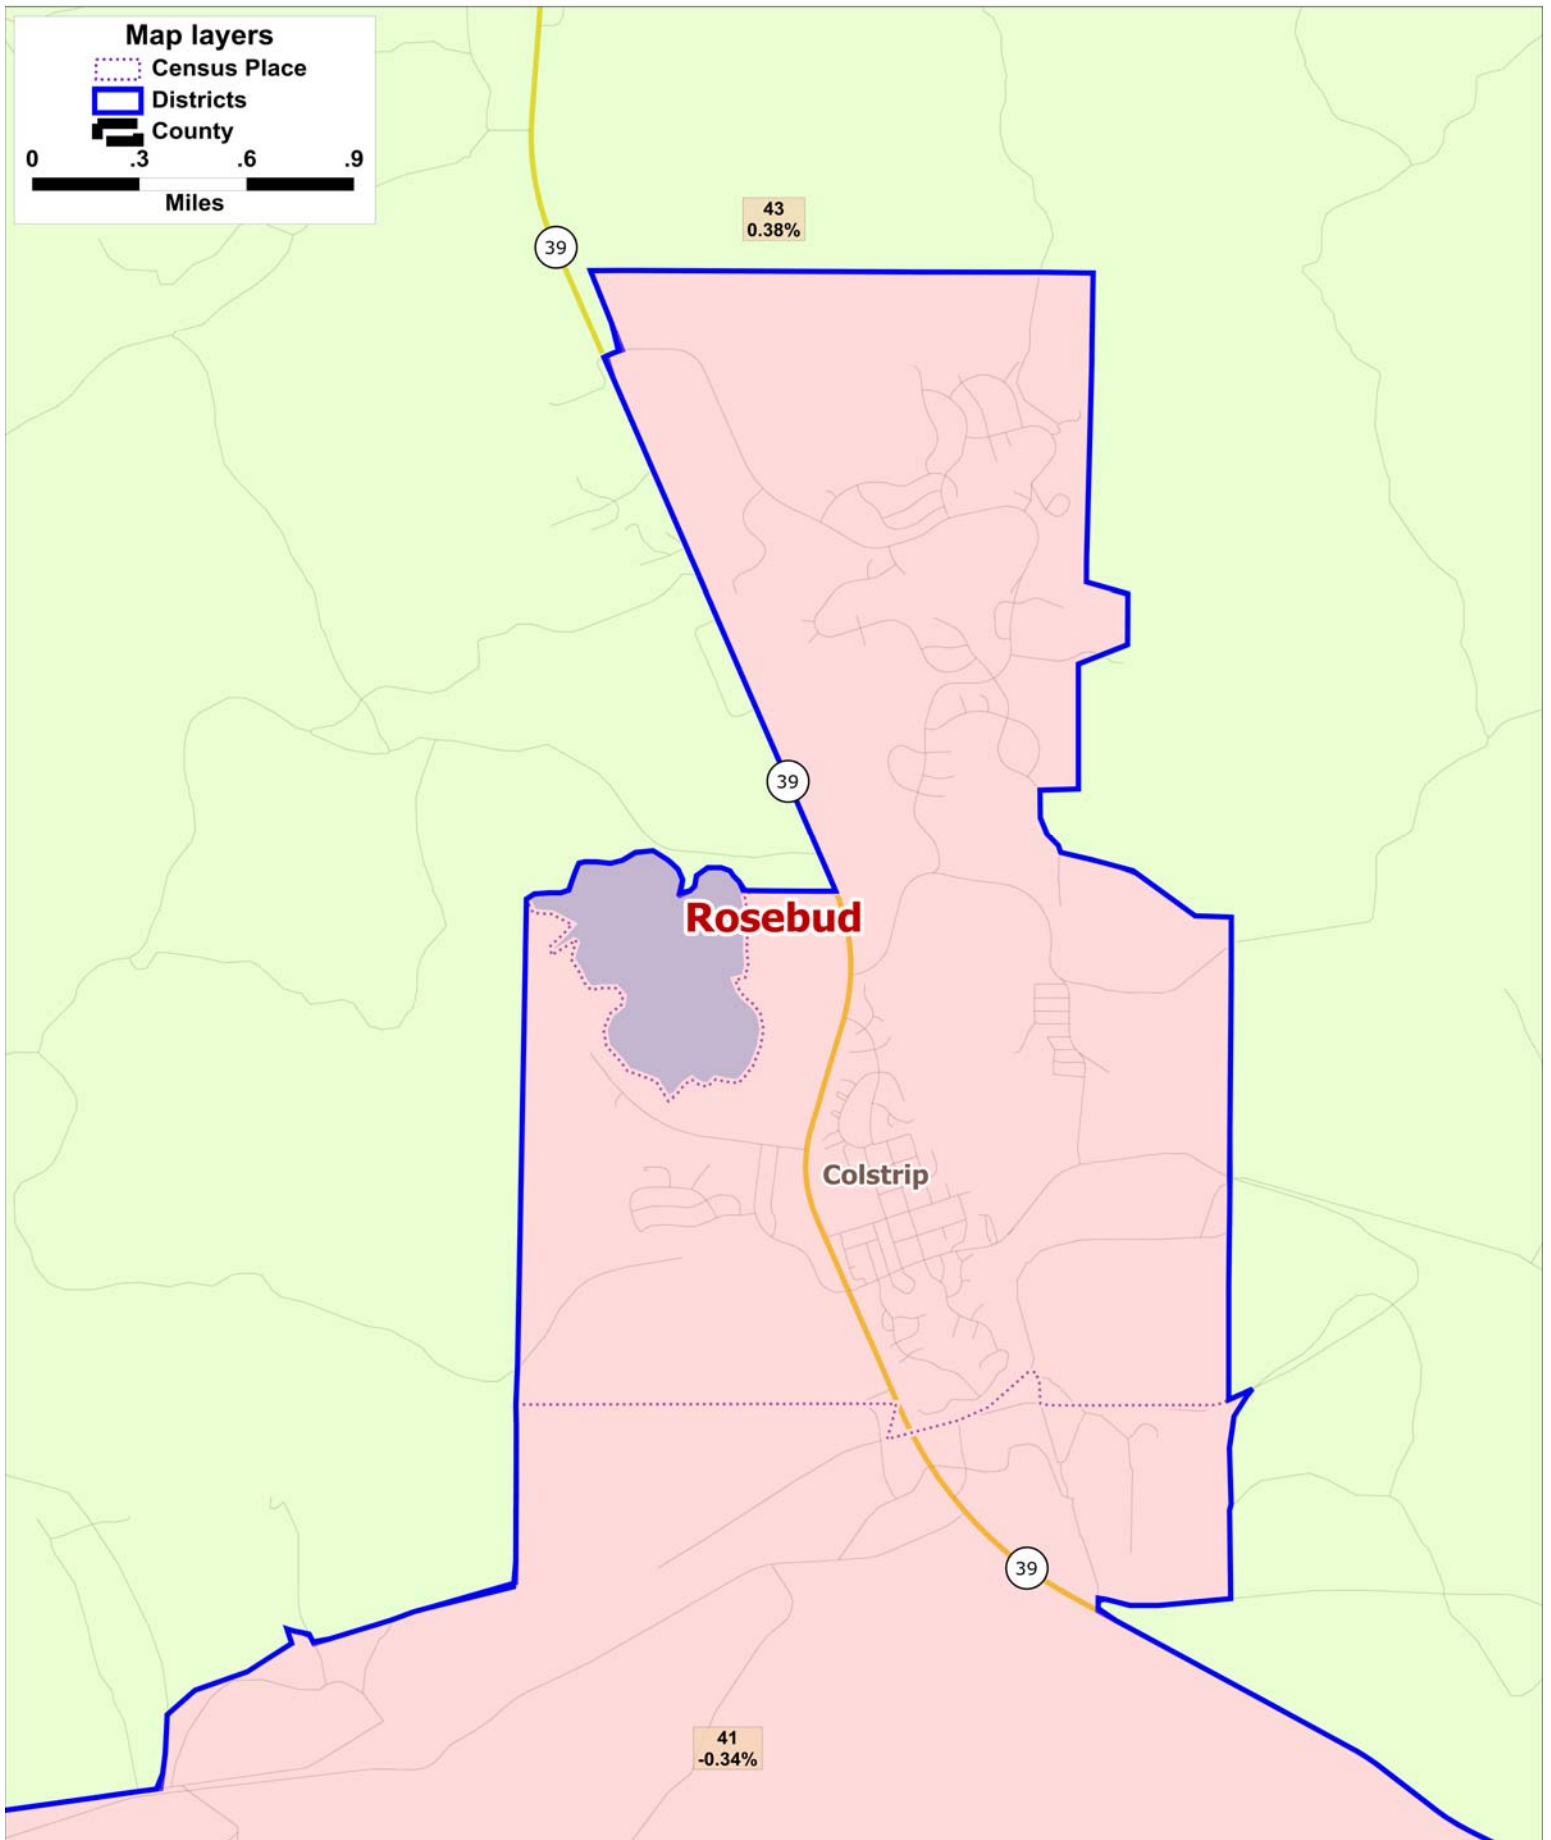 Map layers
Census Place
Districts
County
0 .3 .6 .9
Miles
43
0.38%
39
39
Rosebud
Colstrip
39
41
-0.34%